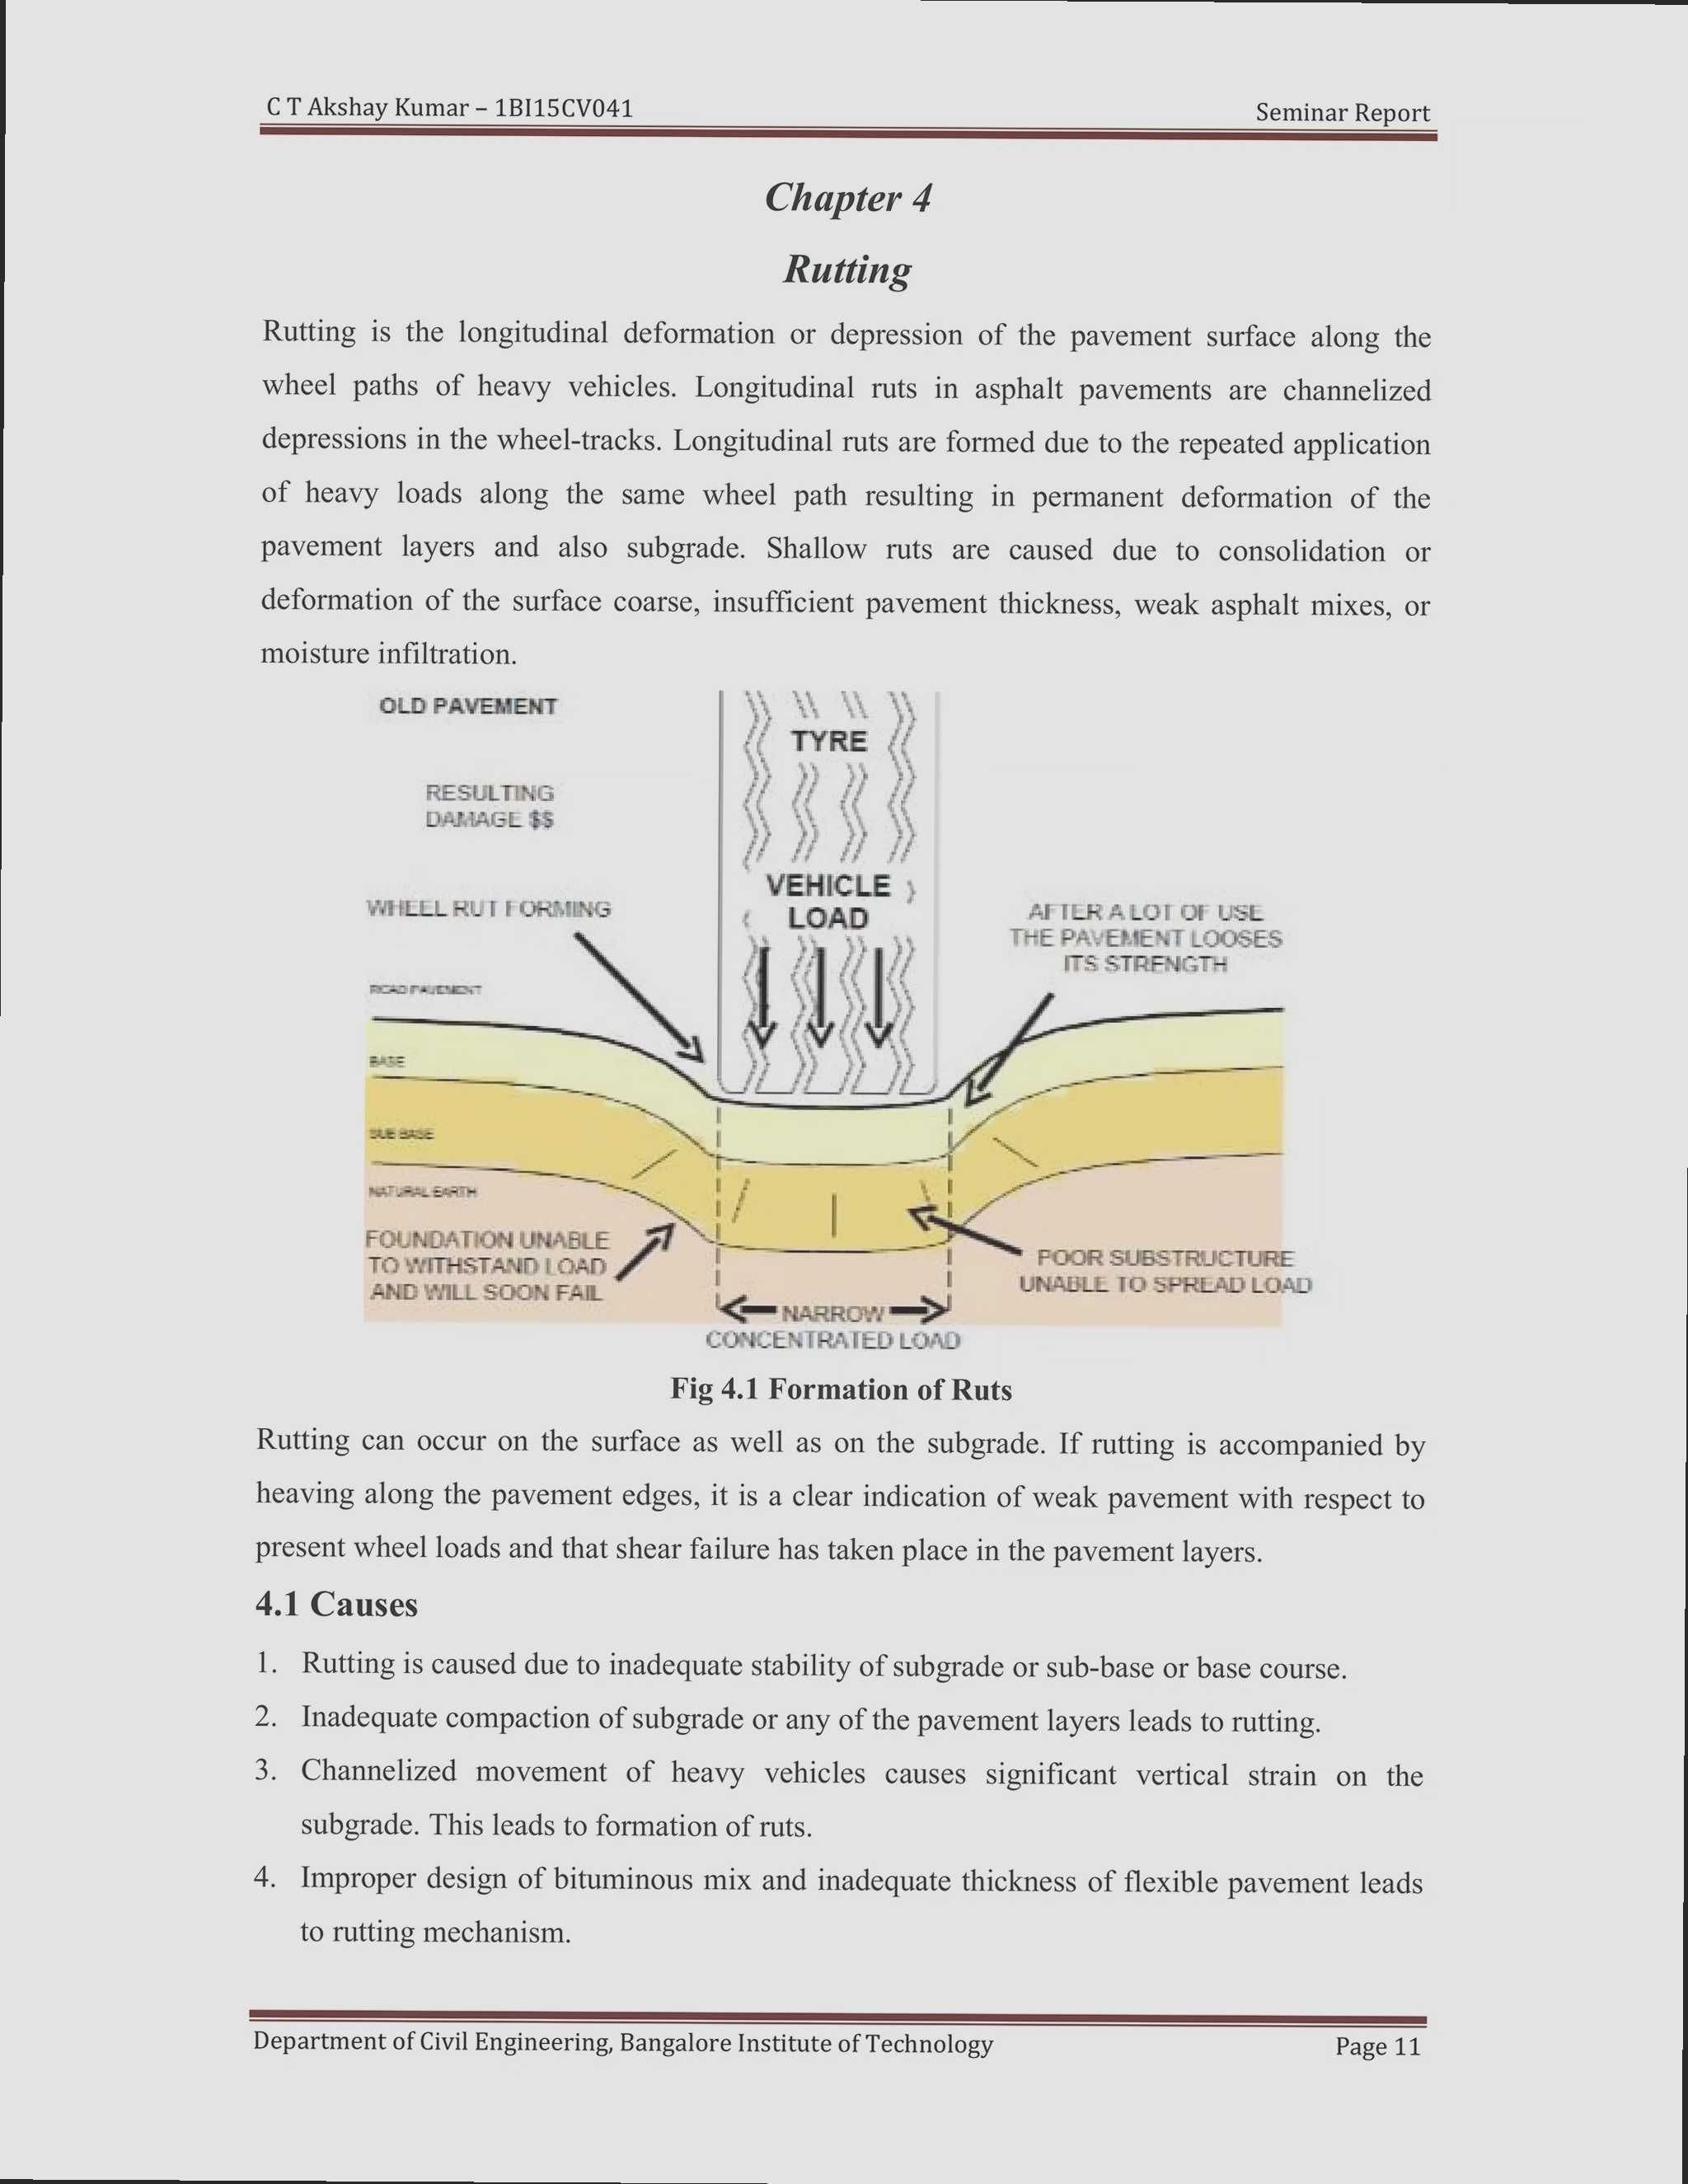 C T Akshay Kumar – 1BI15CV041 Seminar Report
Chapter 4
Rutting
Rutting is the longitudinal deformation or depression of the pavement surface along the
wheel paths of heavy vehicles. Longitudinal ruts in asphalt pavements are channelized
depressions in the wheel-tracks. Longitudinal ruts are formed due to the repeated application
of heavy loads along the same wheel path resulting in permanent deformation of the
pavement layers and also subgrade. Shallow ruts are caused due to consolidation or
deformation of the surface coarse, insufficient pavement thickness, weak asphalt mixes, or
moisture infiltration.
OLD PAVEMENT
TYRE
RESULTING
DAMAGE $$
VEHICLE
LOAD
WHEEL RUT FORMING
AFTER A LOT OF USE
THE PAVEMENT LOOSES
ITS STRENGTH
ROAD PAVEMENT
BASE
SUB BASE
NATURAL EARTH
FOUNDATION UNABLE
TO WITHSTAND LOAD
AND WILL SOON FAIL
POOR SUBSTRUCTURE
UNABLE TO SPREAD LOAD
NARROW
CONCENTRATED LOAD
Fig 4.1 Formation of Ruts
Rutting can occur on the surface as well as on the subgrade. If rutting is accompanied by
heaving along the pavement edges, it is a clear indication of weak pavement with respect to
present wheel loads and that shear failure has taken place in the pavement layers.
4.1 Causes
1. Rutting is caused due to inadequate stability of subgrade or sub-base or base course.
2. Inadequate compaction of subgrade or any of the pavement layers leads to rutting.
3. Channelized movement of heavy vehicles causes significant vertical strain on the
subgrade. This leads to formation of ruts.
4. Improper design of bituminous mix and inadequate thickness of flexible pavement leads
to rutting mechanism.
Department of Civil Engineering, Bangalore Institute of Technology Page 11